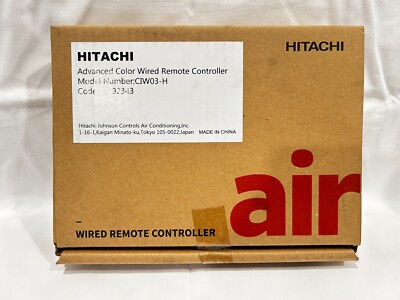 HITACHI
Advanced Color Wired Remote Controller
Model Number:CIW03-H
Code 92343
Hitachi-Johnson Controls Air Conditioning,Inc.
1-16-1,Kaigan Minato-ku,Tokyo 105-0022,Japan MADE IN CHINA
HITACHI
air
WIRED REMOTE CONTROLLER